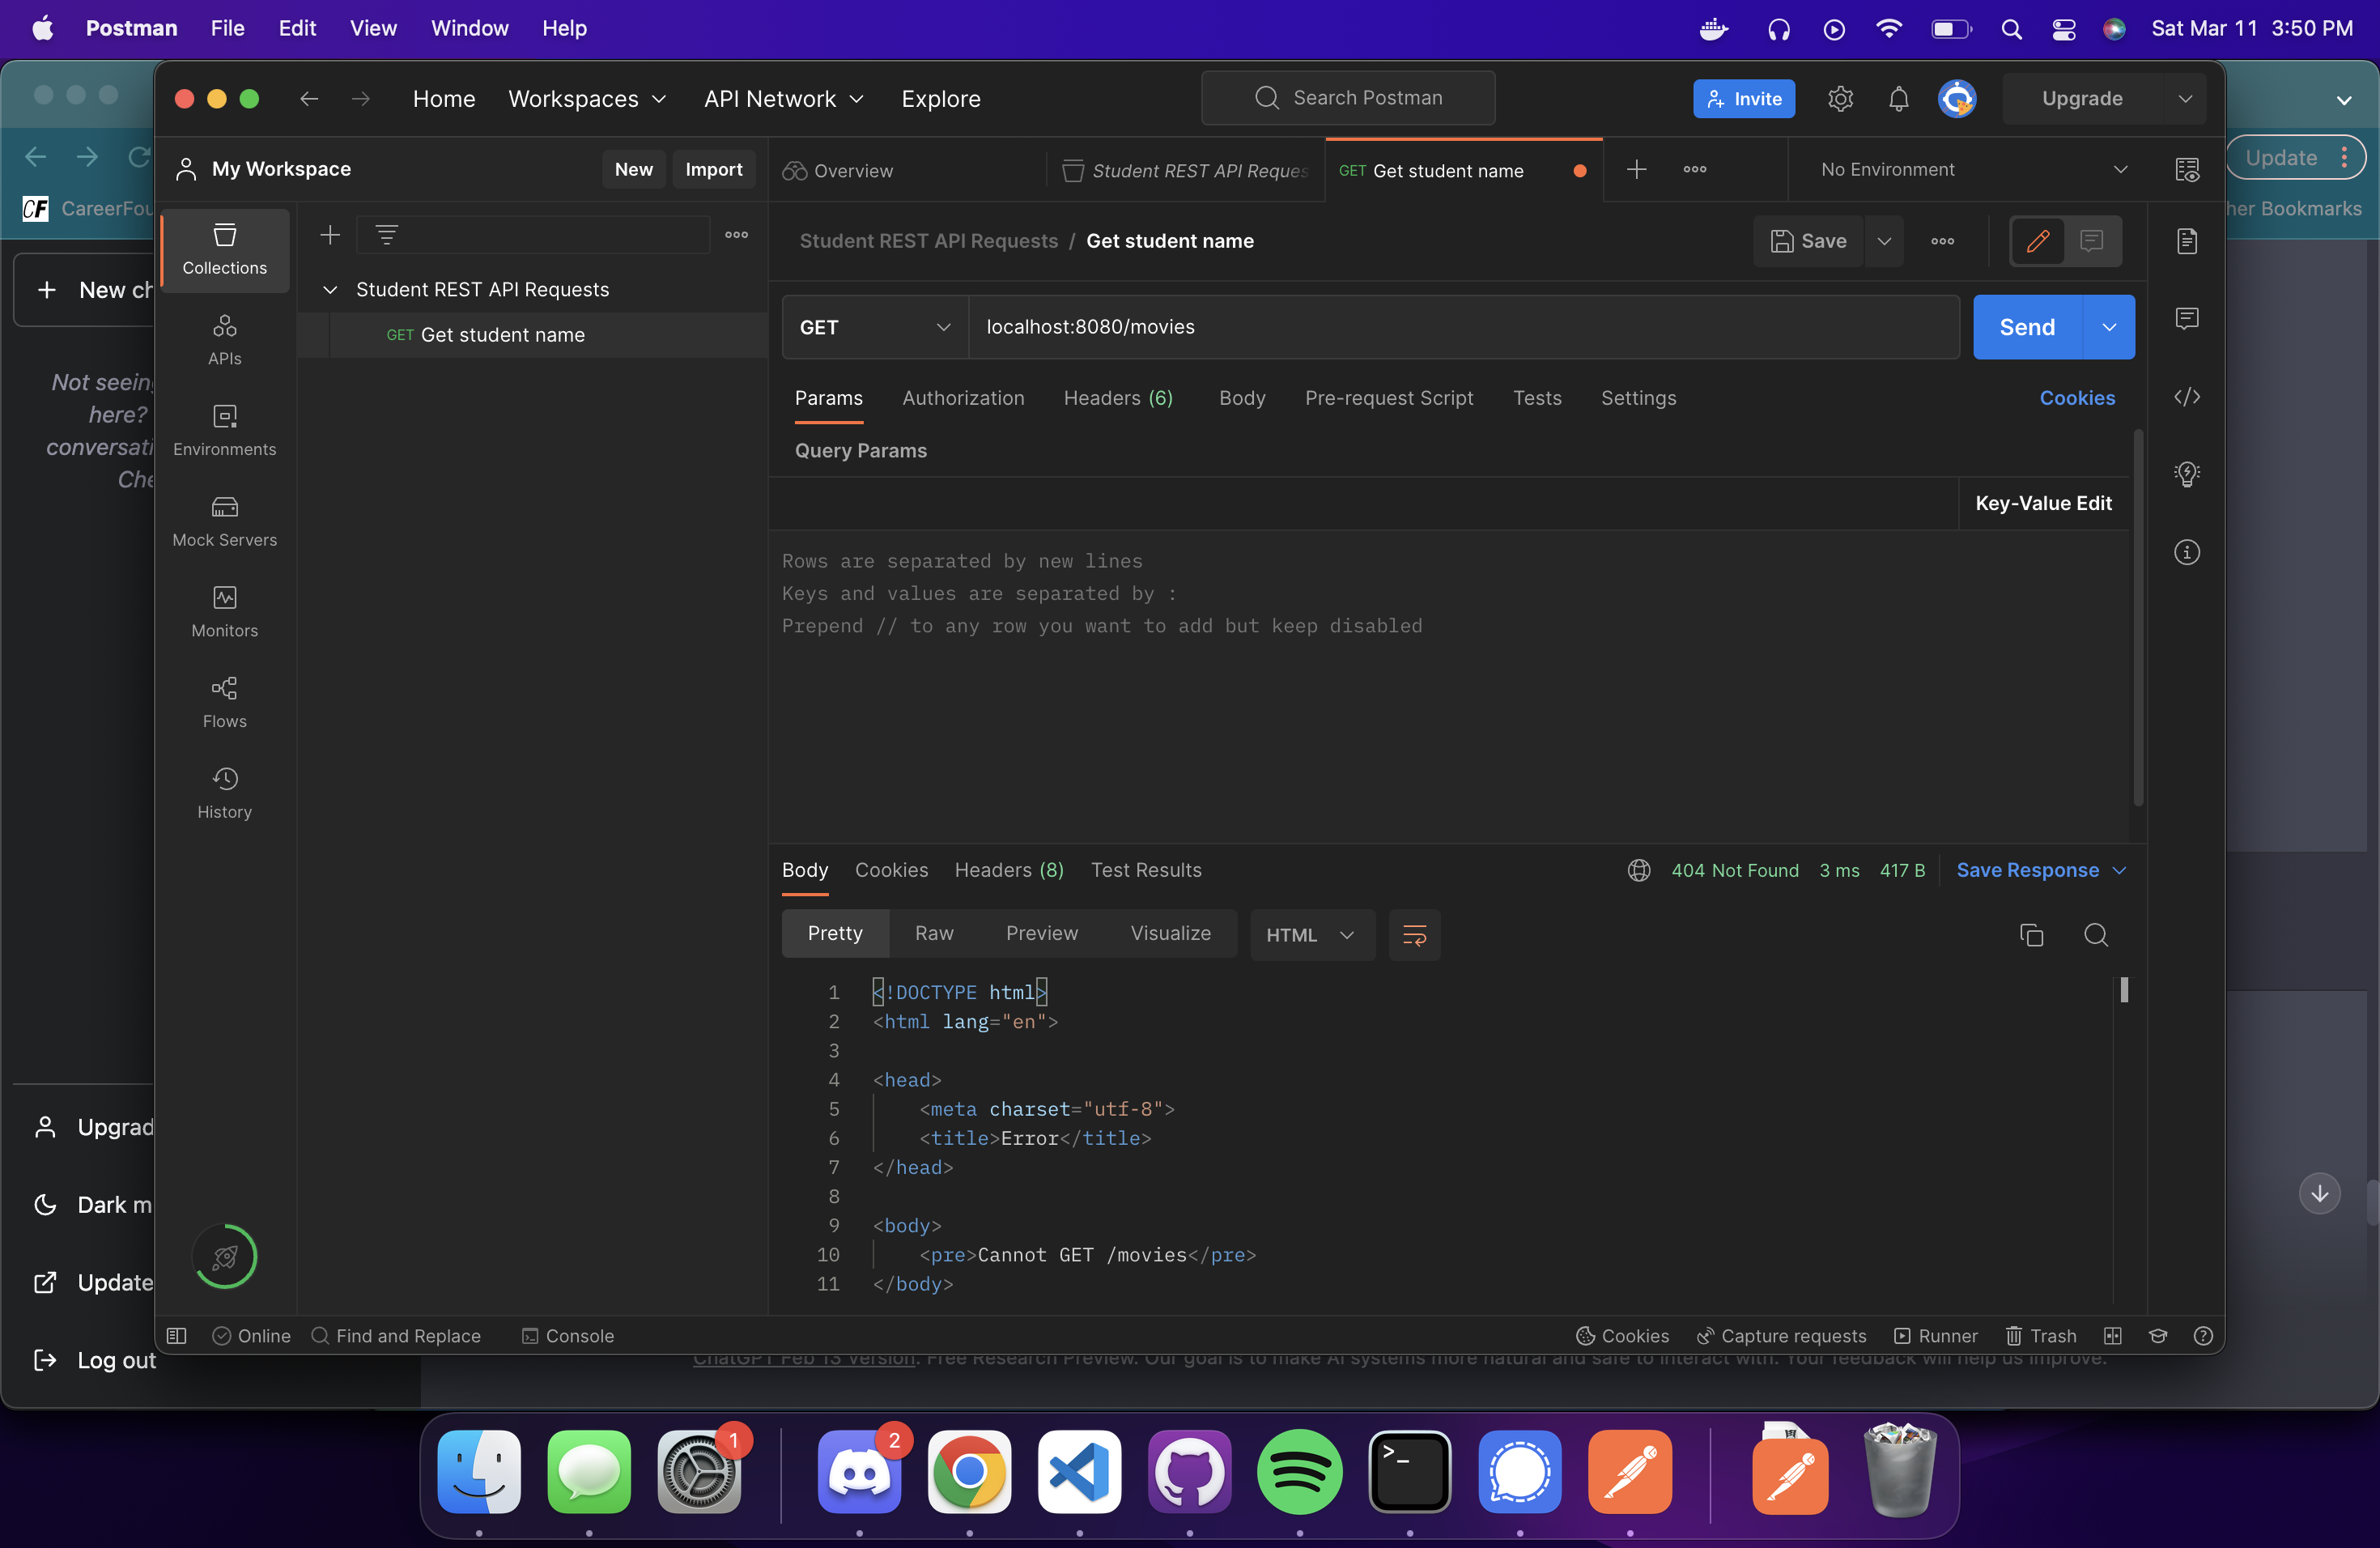 Postman File Edit View Window Help Sat Mar 11 3:50 PM
Home Workspaces API Network Explore Search Postman Invite Upgrade
Update
My Workspace New Import Overview Student REST API Reques GET Get student name No Environment
CF CareerFou her Bookmarks
Collections
Student REST API Requests / Get student name Save
New ch
Student REST API Requests
GET Get student name
GET localhost:8080/movies Send
APIs
Not seein
here?
conversati
Che
Params Authorization Headers (6) Body Pre-request Script Tests Settings Cookies
Environments
Query Params
Key-Value Edit
Mock Servers
Rows are separated by new lines
Keys and values are separated by :
Prepend // to any row you want to add but keep disabled
Monitors
Flows
History
Body Cookies Headers (8) Test Results 404 Not Found 3 ms 417 B Save Response
Pretty Raw Preview Visualize HTML
1 <!DOCTYPE html>
2 <html lang="en">
3
4 <head>
5 <meta charset="utf-8">
6 <title>Error</title>
7 </head>
8
9 <body>
10 <pre>Cannot GET /movies</pre>
11 </body>
Upgrad
Dark m
Update
Log out
Online Find and Replace Console Cookies Capture requests Runner Trash
ChatGPT Feb 13 Version. Free Research Preview. Our goal is to make AI systems more natural and safe to interact with. Your feedback will help us improve.
1
2